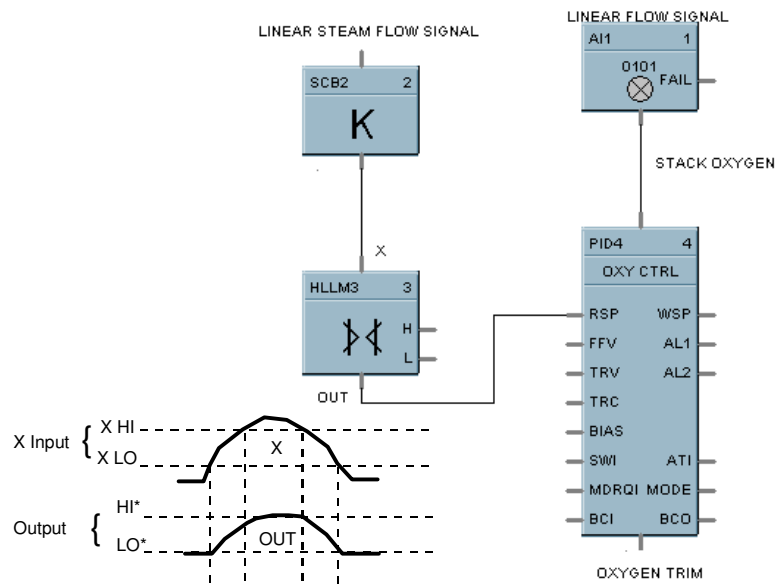 LINEAR STEAM FLOW SIGNAL
SCB2 2
K
X
HLLM3 3
H
L
OUT
LINEAR FLOW SIGNAL
AI1 1
0101
FAIL
STACK OXYGEN
PID4 4
OXY CTRL
RSP WSP
FFV AL1
TRV AL2
TRC
BIAS
SWI ATI
MDRQI MODE
BCI BCO
OXYGEN TRIM
X Input { X HI
X LO
X
Output { HI*
LO*
OUT